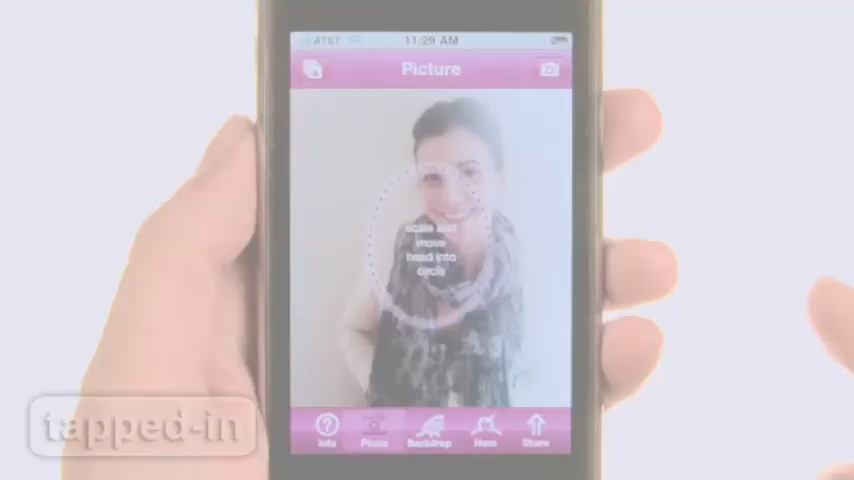 AT&T 11:29 AM
Picture
scale and
move
head into
circle
Info Photo Backdrop Hem Share
tapped-in